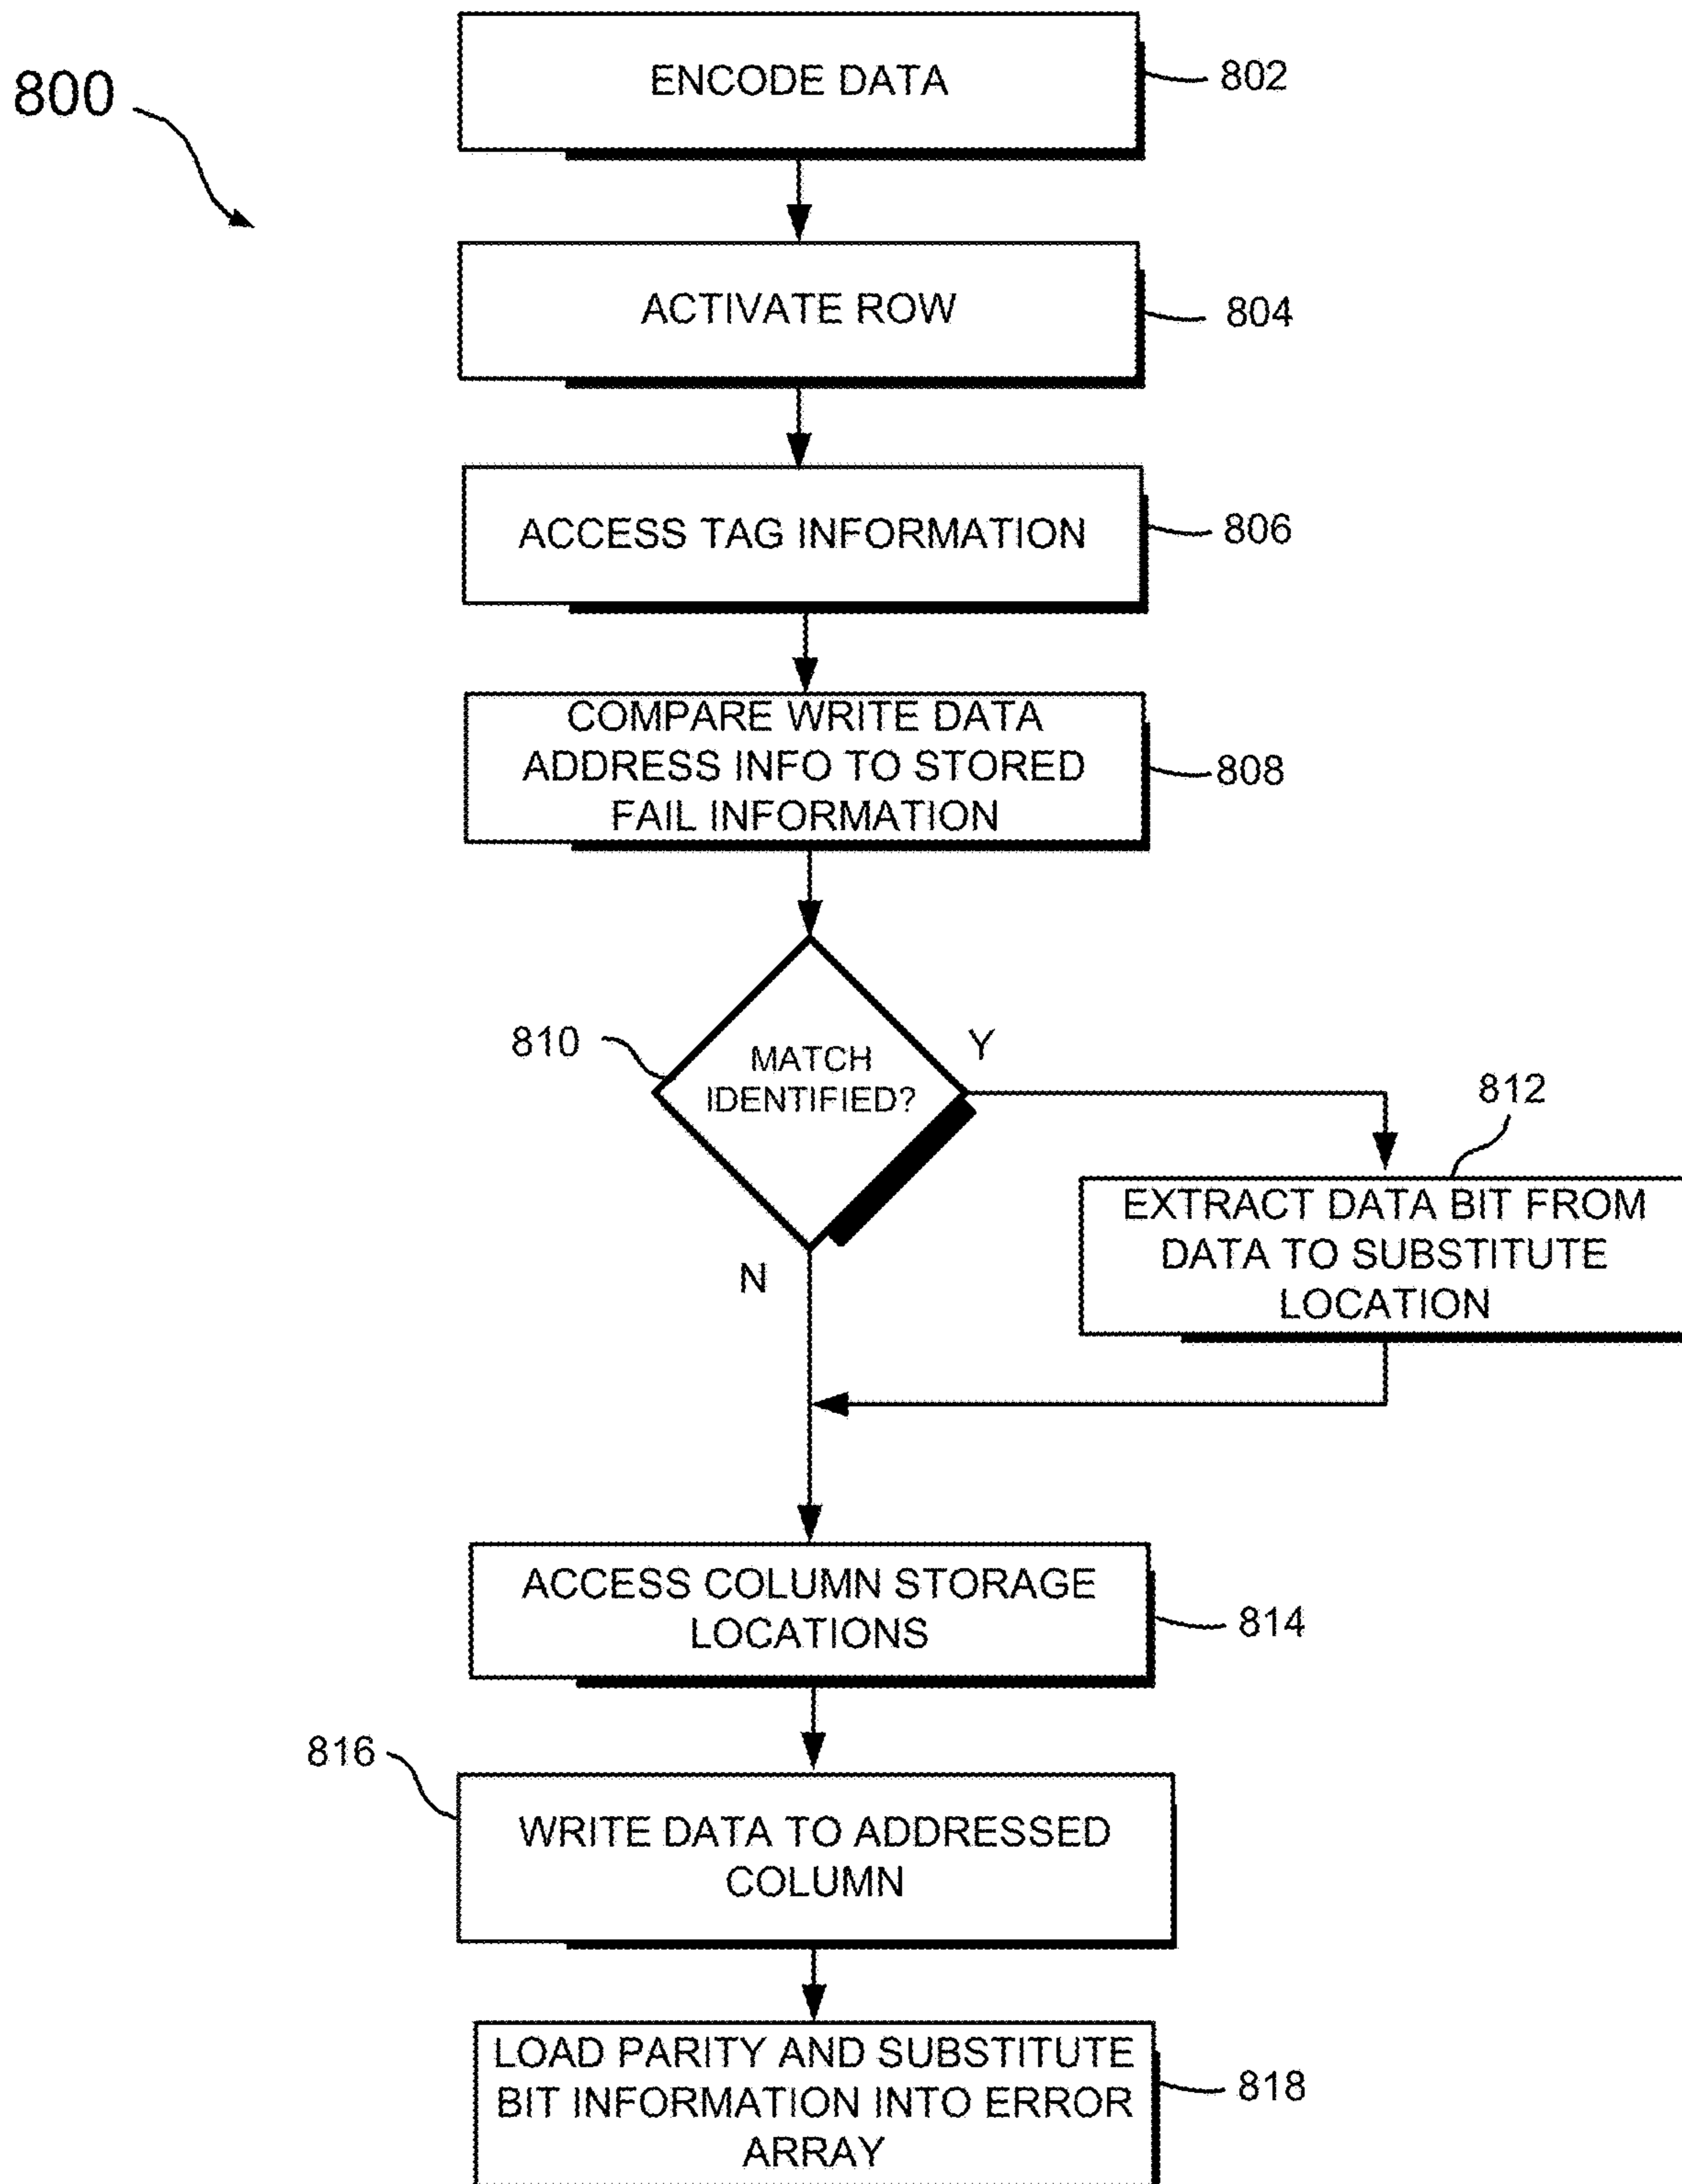 800
ENCODE DATA
802
ACTIVATE ROW
804
ACCESS TAG INFORMATION
806
COMPARE WRITE DATA
ADDRESS INFO TO STORED
FAIL INFORMATION
808
810
MATCH
IDENTIFIED?
Y
N
812
EXTRACT DATA BIT FROM
DATA TO SUBSTITUTE
LOCATION
ACCESS COLUMN STORAGE
LOCATIONS
814
816
WRITE DATA TO ADDRESSED
COLUMN
LOAD PARITY AND SUBSTITUTE
BIT INFORMATION INTO ERROR
ARRAY
818